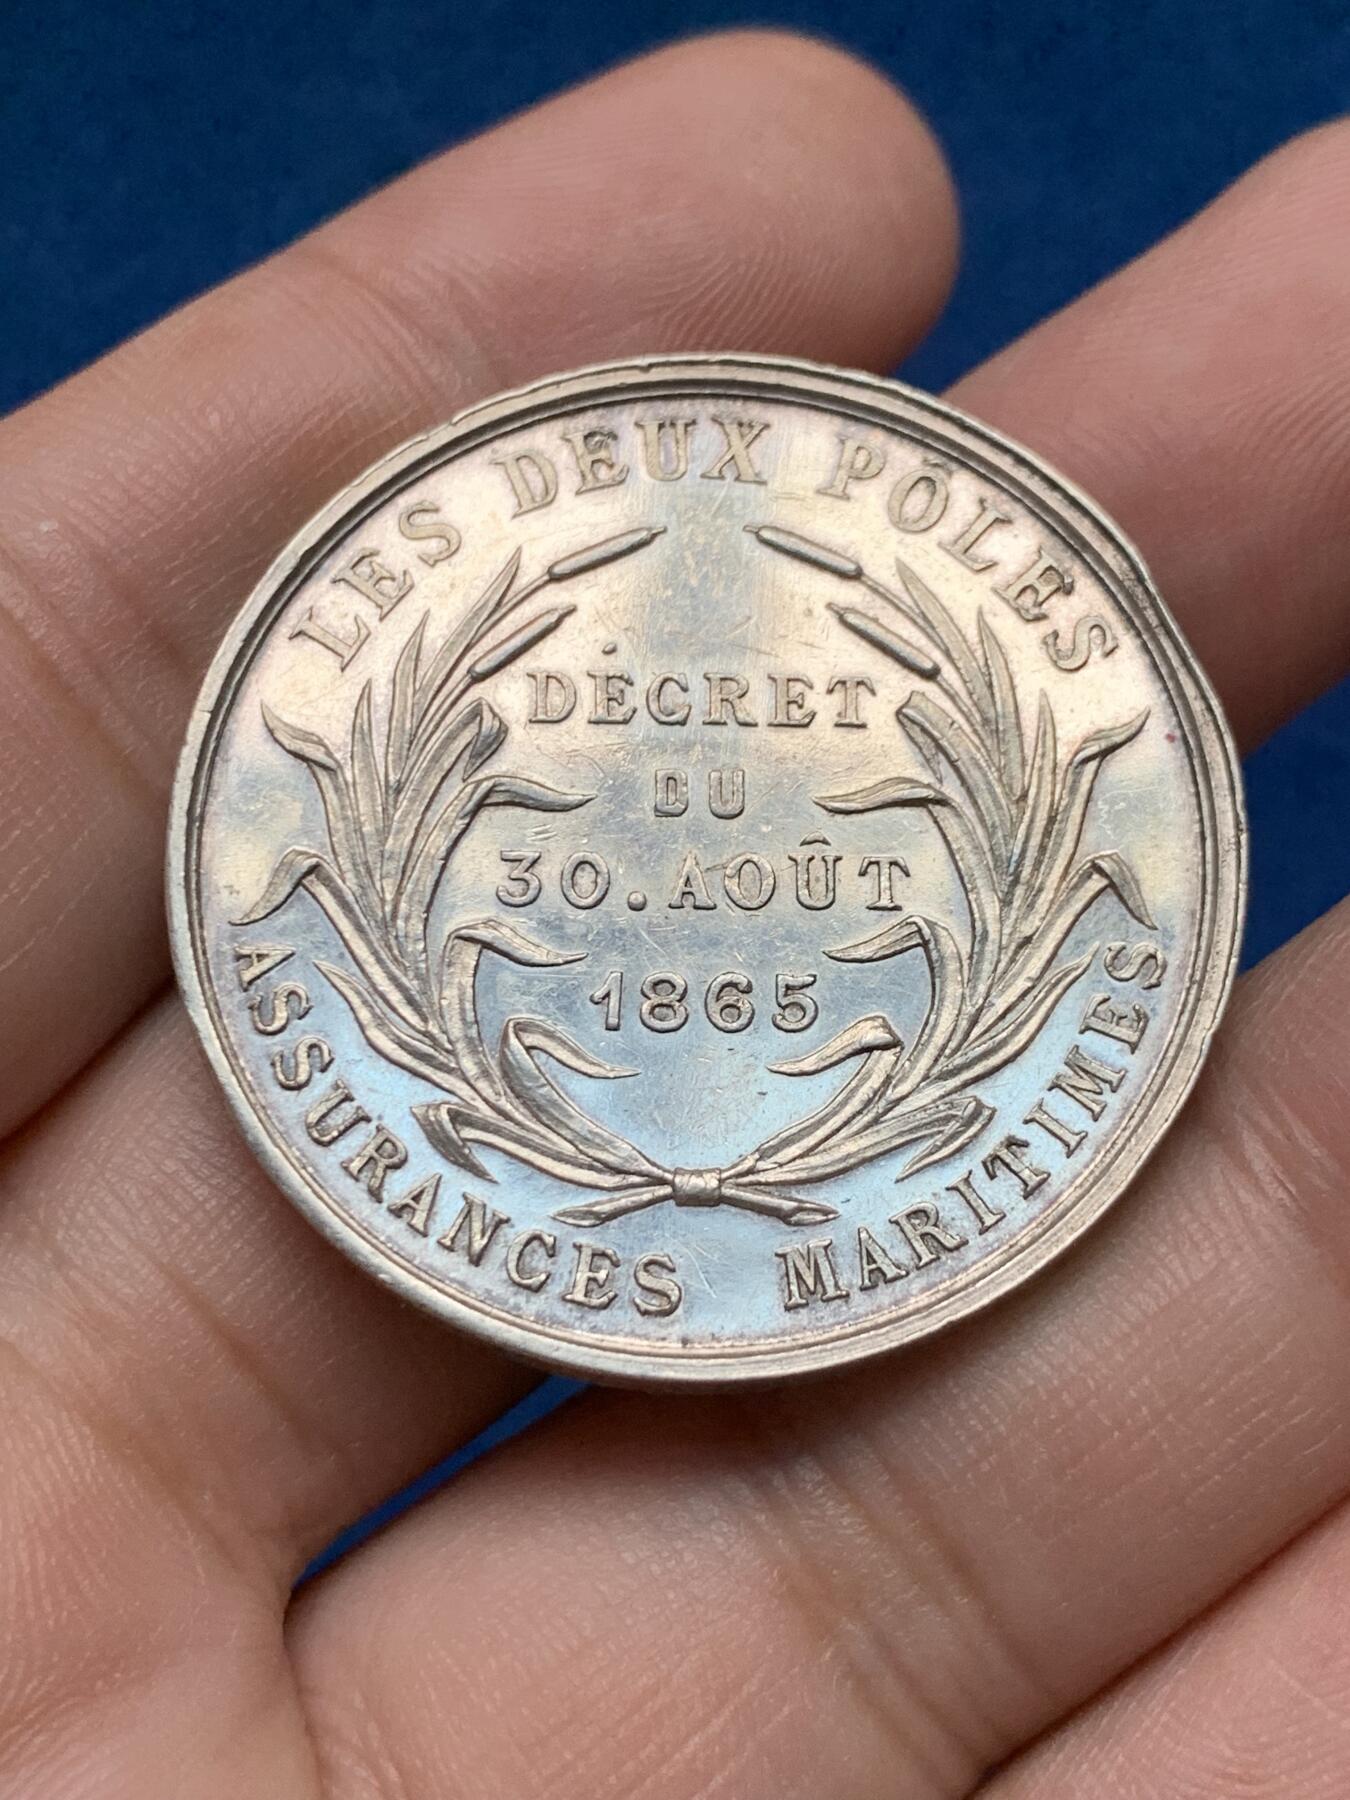 LES DEUX PÔLES
DÉCRET
DU
30. AOÛT
1865
ASSURANCES MARITIMES